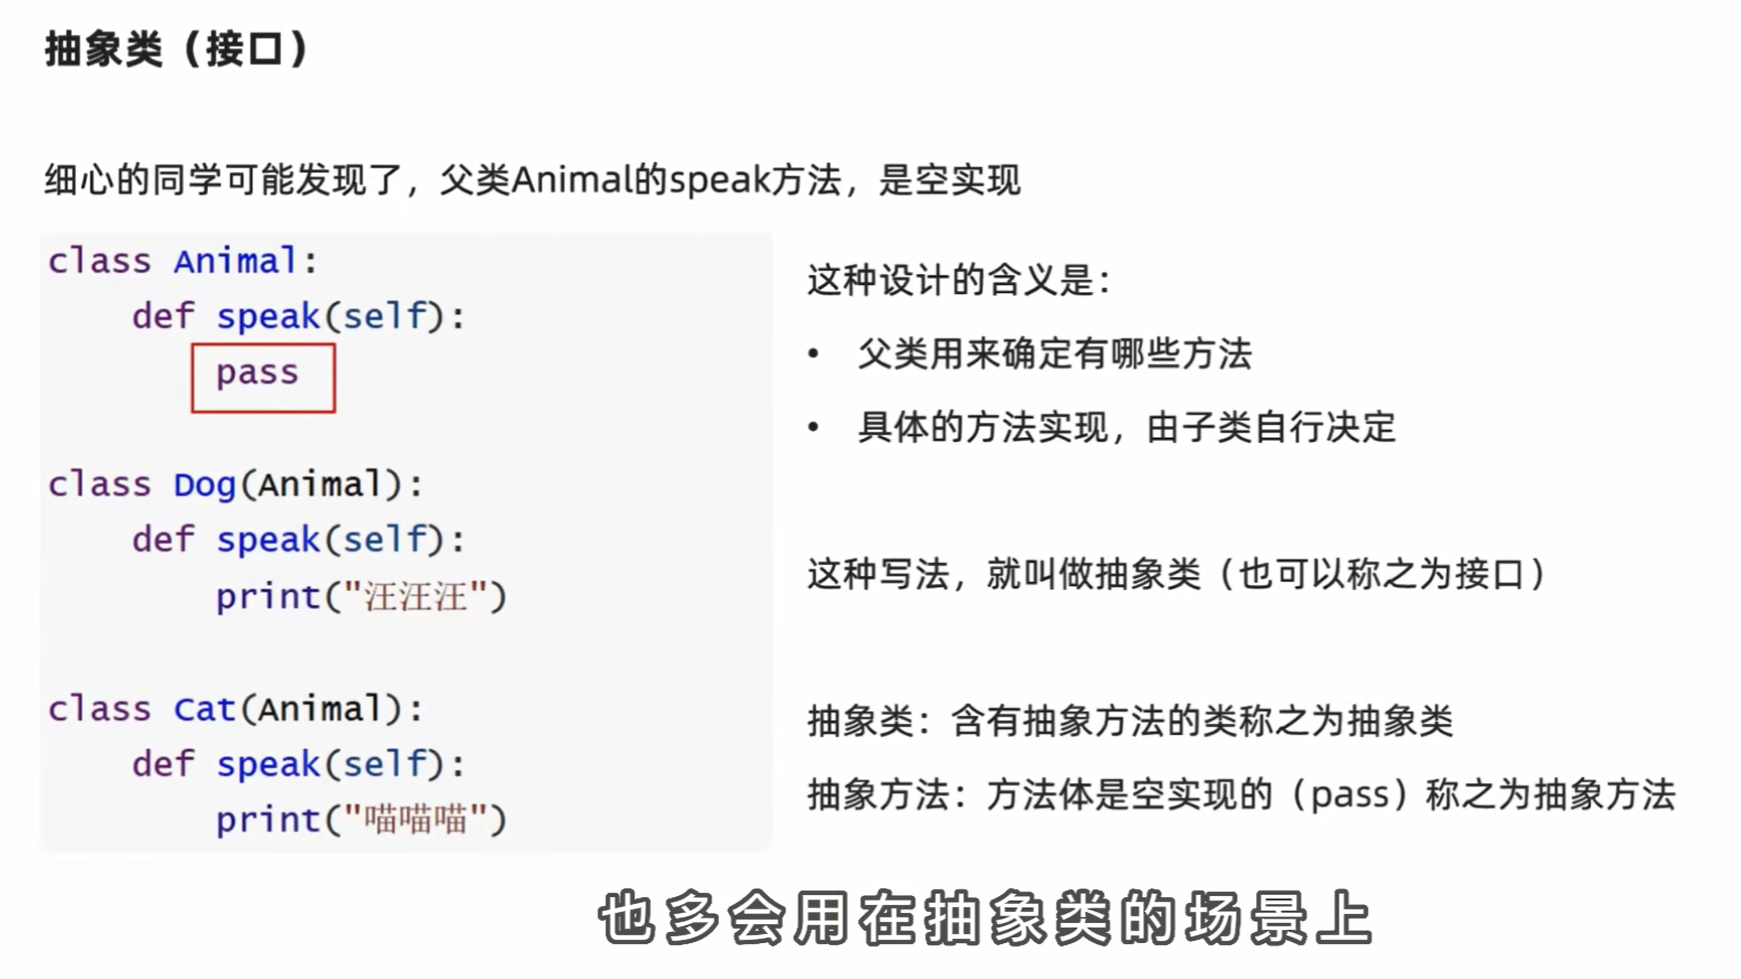 抽象类（接口）
细心的同学可能发现了，父类Animal的speak方法，是空实现
class Animal:
    def speak(self):
        pass
class Dog(Animal):
    def speak(self):
        print("汪汪汪")
class Cat(Animal):
    def speak(self):
        print("喵喵喵")
这种设计的含义是：
• 父类用来确定有哪些方法
• 具体的方法实现，由子类自行决定
这种写法，就叫做抽象类（也可以称之为接口）
抽象类：含有抽象方法的类称之为抽象类
抽象方法：方法体是空实现的（pass）称之为抽象方法
也多会用在抽象类的场景上